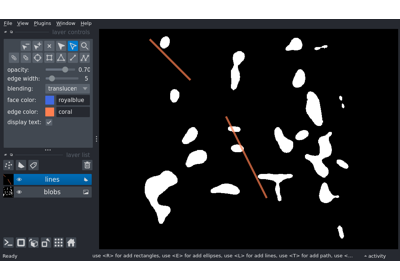 File View Plugins Window Help
layer controls
opacity: 0.70
edge width: 5
blending: translucen
face color: royalblue
edge color: coral
display text:
layer list
lines
blobs
Ready
use <R> for add rectangles, use <E> for add ellipses, use <L> for add lines, use <T> for add path, use <...
activity